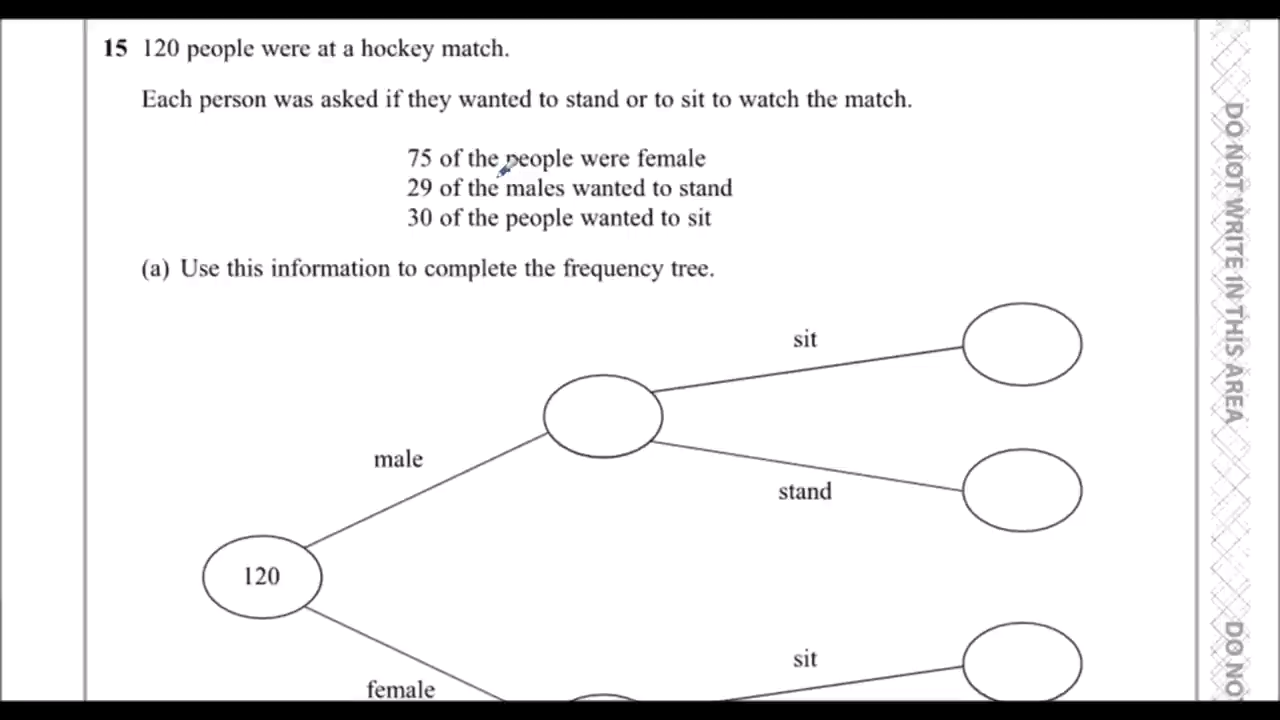 15 120 people were at a hockey match.
Each person was asked if they wanted to stand or to sit to watch the match.
75 of the people were female
29 of the males wanted to stand
30 of the people wanted to sit
(a) Use this information to complete the frequency tree.
sit
male
stand
120
sit
female
DO NOT WRITE IN THIS AREA
DO NO